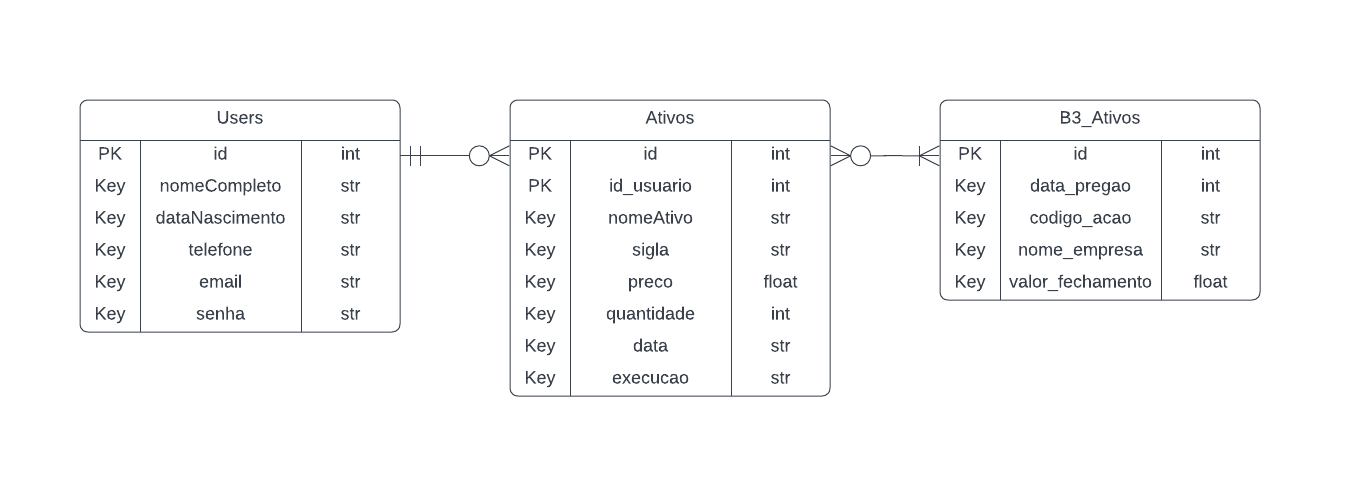 Users
PK id int
Key nomeCompleto str
Key dataNascimento str
Key telefone str
Key email str
Key senha str
Ativos
PK id int
PK id_usuario int
Key nomeAtivo str
Key sigla str
Key preco float
Key quantidade int
Key data str
Key execucao str
B3_Ativos
PK id int
Key data_pregao int
Key codigo_acao str
Key nome_empresa str
Key valor_fechamento float